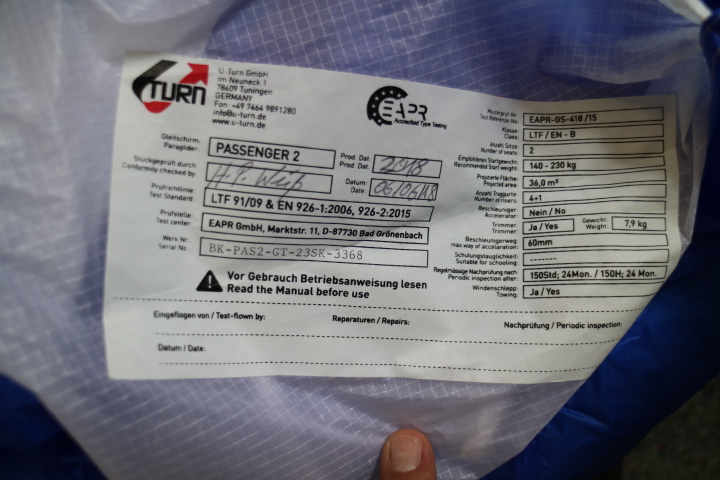 TURN
U-Turn GmbH
Im Neuneck 1
78609 Tuningen
GERMANY
Fon: +49 7464 9891280
info@u-turn.de
www.u-turn.de
EAPR
Accredited Type Testing
Gleitschirm:
Paraglider:
PASSENGER 2
Prod. Dat.
Prod. Dat.
2018
Stückgeprüft durch
Conformity checked by
H.P. Weiß
Datum
Date:
06/06/18
Prüfrichtlinie:
Test Standard:
LTF 91/09 & EN 926-1:2006, 926-2:2015
Prüfstelle:
Test center:
EAPR GmbH, Marktstr. 11, D-87730 Bad Grönenbach
Werk Nr.
Serial No.
BK-PAS2-GT-23SK-3368
Vor Gebrauch Betriebsanweisung lesen
Read the Manual before use
Musterprüf Nr.
Test Reference-No.
EAPR-GS-418/15
Klasse:
Class:
LTF / EN - B
Anzahl Sitze:
Number of seats:
2
Empfohlenes Startgewicht:
Recommended Start weight:
140 - 230 kg
Projizierte Fläche:
Projected area:
36,0 m²
Anzahl Traggurte:
Number of risers:
4+1
Beschleuniger:
Accelerator:
Nein / No
Trimmer:
Trimmer:
Ja / Yes
Gewicht:
Weight:
7,9 kg
Beschleunigerweg:
max.way of acceleration:
60mm
Schulungstauglichkeit:
Suitable for schooling:
------
Regelmässige Nachprüfung nach
Periodic inspection after:
150Std; 24Mon. / 150H; 24 Mon.
Windenschlepp:
Towing:
Ja / Yes
Eingeflogen von / Test-flown by:
Reparaturen / Repairs:
Nachprüfung / Periodic inspection:
Datum / Date: